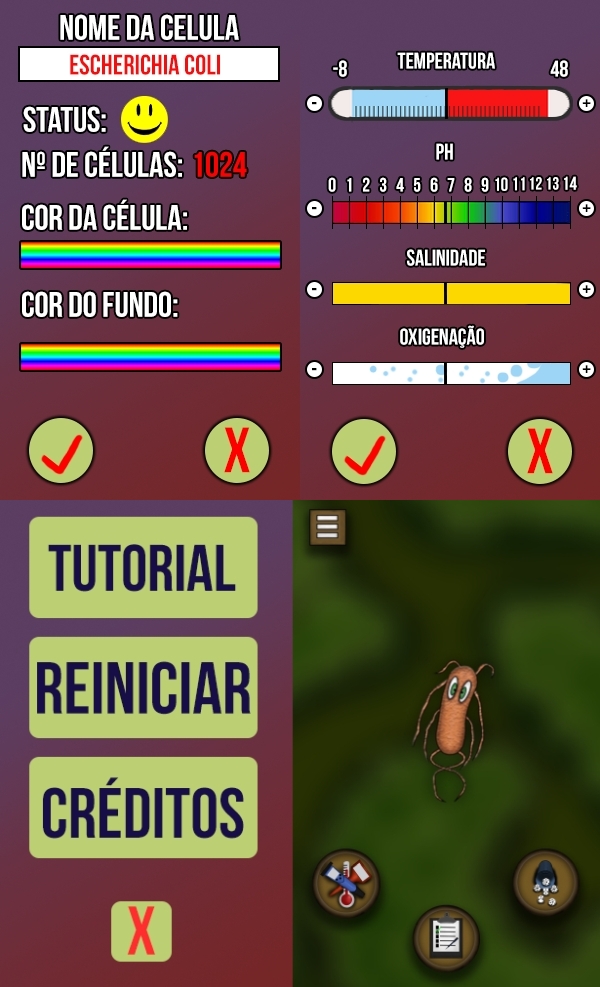 NOME DA CELULA
ESCHERICHIA COLI
STATUS:
Nº DE CÉLULAS: 1024
COR DA CÉLULA:
COR DO FUNDO:
X
TEMPERATURA
-8 48
- +
PH
0 1 2 3 4 5 6 7 8 9 10 11 12 13 14
- +
SALINIDADE
- +
OXIGENAÇÃO
- +
X
TUTORIAL
REINICIAR
CRÉDITOS
X